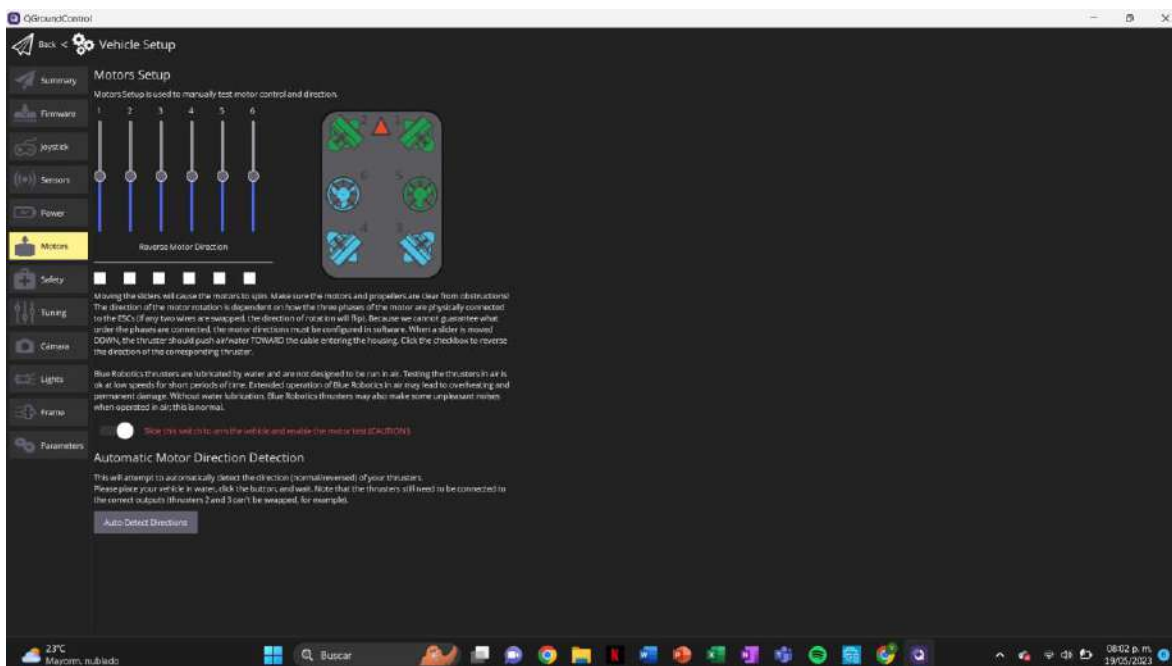 QGroundControl
Back < Vehicle Setup
Summary
Firmware
Joystick
Sensors
Power
Motors
Safety
Tuning
Cámara
Lights
Frame
Parameters
Motors Setup
Motors Setup is used to manually test motor control and direction.
1 2 3 4 5 6
Reverse Motor Direction
2 1
6 5
4 3
Moving the sliders will cause the motors to spin. Make sure the motors and propellers are clear from obstructions!
The direction of the motor rotation is dependent on how the three phases of the motor are physically connected
to the ESCs (if any two wires are swapped, the direction of rotation will flip). Because we cannot guarantee what
order the phases are connected, the motor directions must be configured in software. When a slider is moved
DOWN, the thruster should push air/water TOWARD the cable entering the housing. Click the checkbox to reverse
the direction of the corresponding thruster.
Blue Robotics thrusters are lubricated by water and are not designed to be run in air. Testing the thrusters in air is
ok at low speeds for short periods of time. Extended operation of Blue Robotics in air may lead to overheating and
permanent damage. Without water lubrication, Blue Robotics thrusters may also make some unpleasant noises
when operated in air; this is normal.
Slide this switch to arm the vehicle and enable the motor test (CAUTION!)
Automatic Motor Direction Detection
This will attempt to automatically detect the direction (normal/reversed) of your thrusters.
Please place your vehicle in water, click the button, and wait. Note that the thrusters still need to be connected to
the correct outputs (thrusters 2 and 3 can't be swapped, for example).
Auto-Detect Directions
23°C
Mayorm. nublado
Buscar
08:02 p. m.
19/05/2023